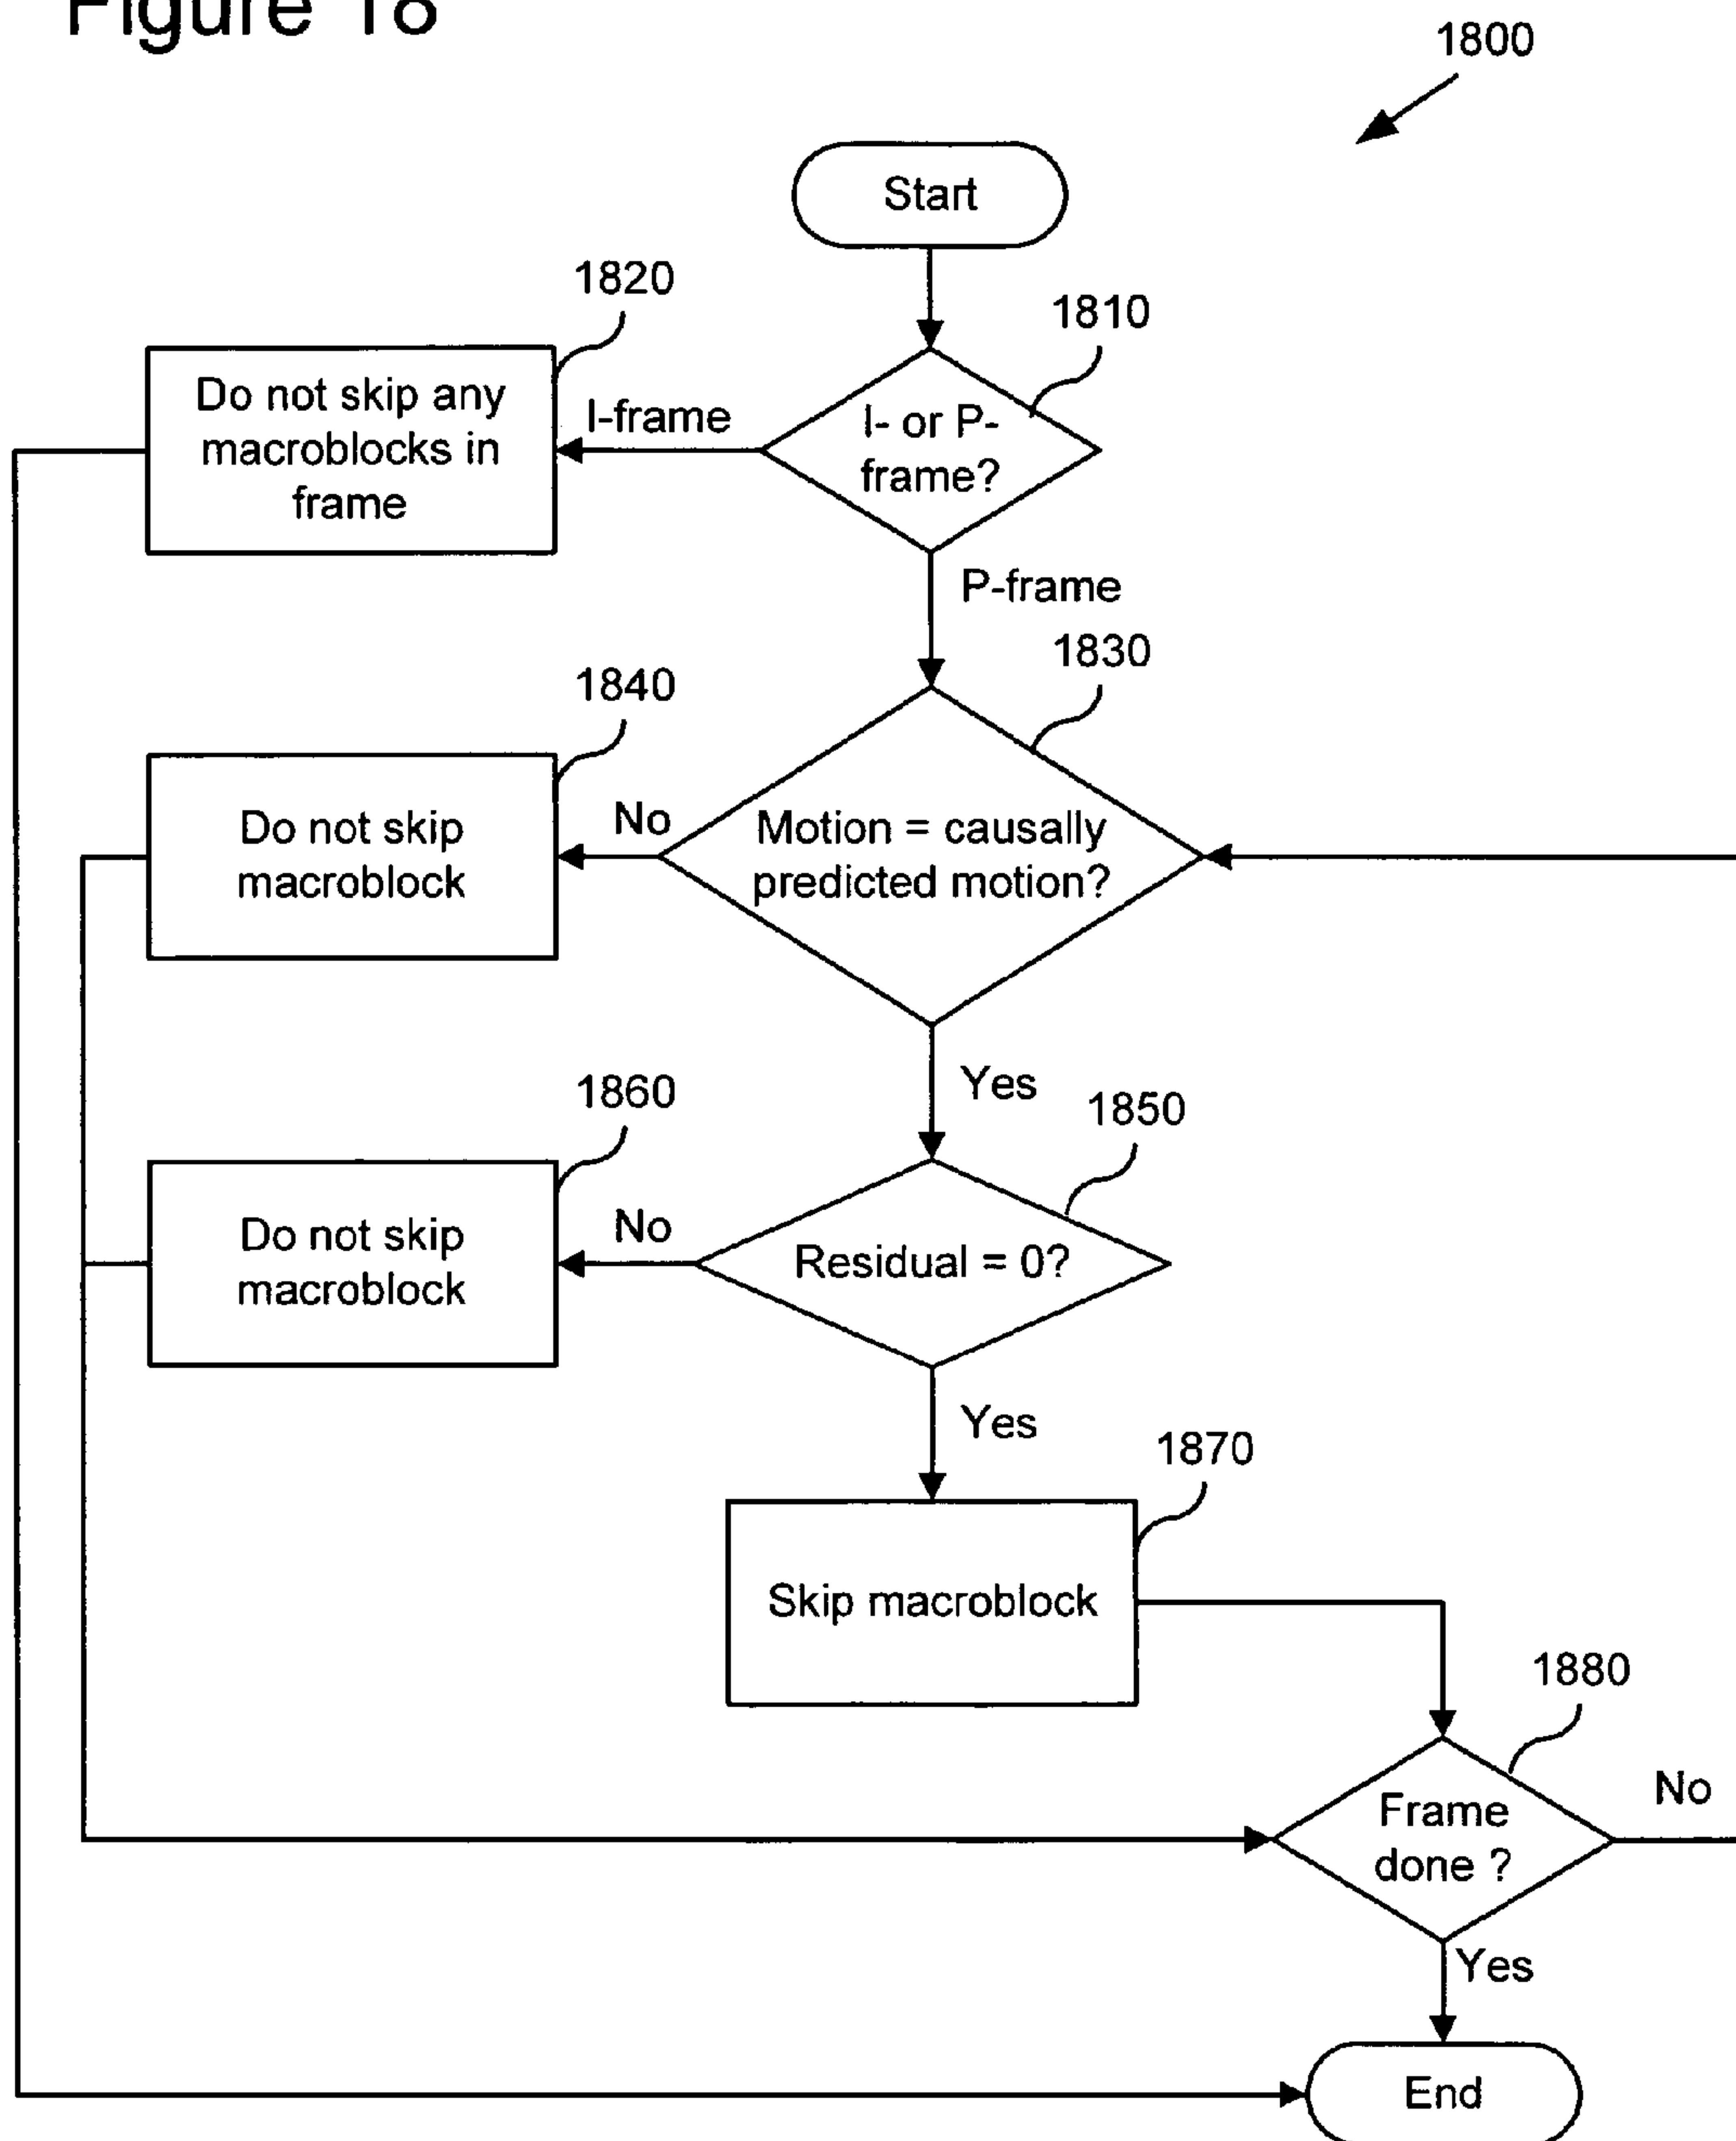 Figure 18
1800
Start
1820
1810
Do not skip any
macroblocks in
frame
I-frame
I- or P-
frame?
P-frame
1830
1840
Do not skip
macroblock
No
Motion = causally
predicted motion?
Yes
1850
1860
Do not skip
macroblock
No
Residual = 0?
Yes
1870
Skip macroblock
1880
Frame
done ?
No
Yes
End